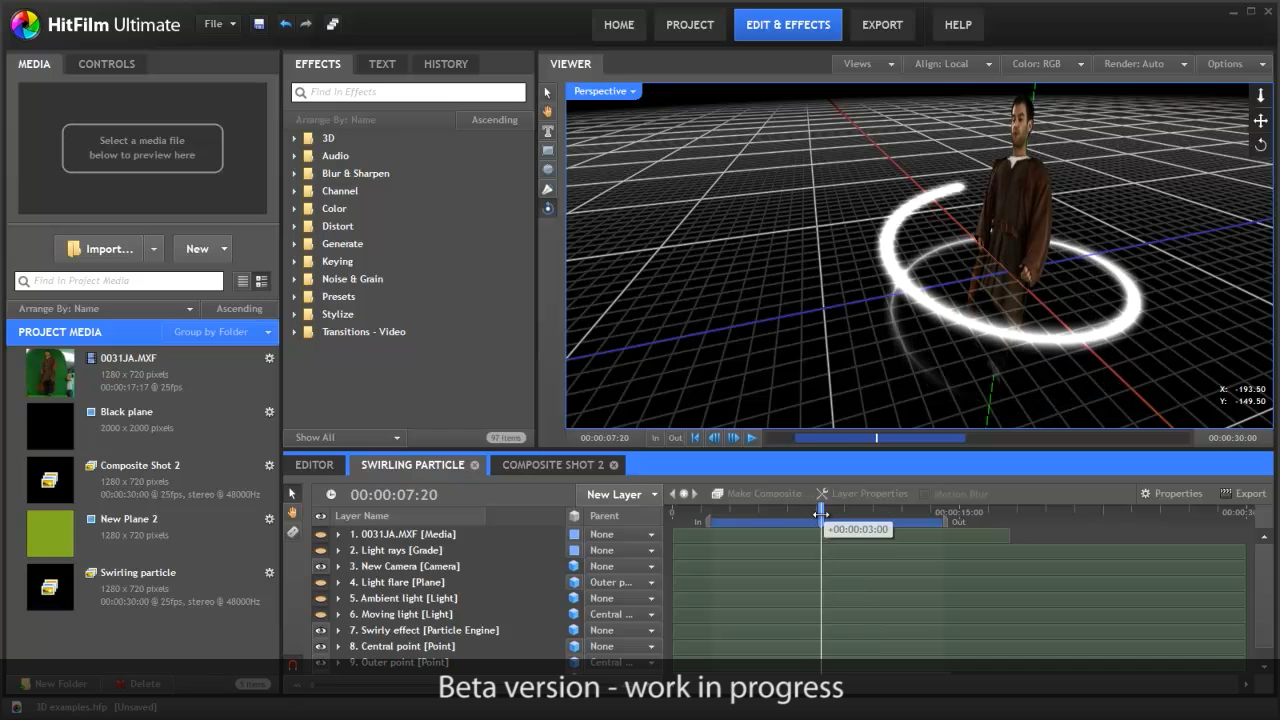 HitFilm Ultimate
File
HOME
PROJECT
EDIT & EFFECTS
EXPORT
HELP
MEDIA
CONTROLS
Select a media file
below to preview here
Import...
New
Find in Project Media
Arrange By: Name
Ascending
PROJECT MEDIA
Group by Folder
0031JA.MXF
1280 x 720 pixels
00:00:17:17 @ 25fps
Black plane
2000 x 2000 pixels
Composite Shot 2
1280 x 720 pixels
00:00:30:00 @ 25fps, stereo @ 48000Hz
New Plane 2
1280 x 720 pixels
Swirling particle
1280 x 720 pixels
00:00:30:00 @ 25fps, stereo @ 48000Hz
New Folder
Delete
5 items
EFFECTS
TEXT
HISTORY
Find in Effects
Arrange By: Name
Ascending
3D
Audio
Blur & Sharpen
Channel
Color
Distort
Generate
Keying
Noise & Grain
Presets
Stylize
Transitions - Video
Show All
97 items
VIEWER
Views
Align: Local
Color: RGB
Render: Auto
Options
Perspective
X: -193.50
Y: -149.50
00:00:07:20
In
Out
00:00:30:00
EDITOR
SWIRLING PARTICLE
COMPOSITE SHOT 2
00:00:07:20
New Layer
Make Composite
Layer Properties
Motion Blur
Properties
Export
Layer Name
Parent
0
00:00:15:00
In
Out
+00:00:03:00
1. 0031JA.MXF [Media]
None
2. Light rays [Grade]
None
3. New Camera [Camera]
None
4. Light flare [Plane]
Outer p...
5. Ambient light [Light]
None
6. Moving light [Light]
Central ...
7. Swirly effect [Particle Engine]
None
8. Central point [Point]
None
9. Outer point [Point]
Central ...
Beta version - work in progress
3D examples.hfp
[Unsaved]